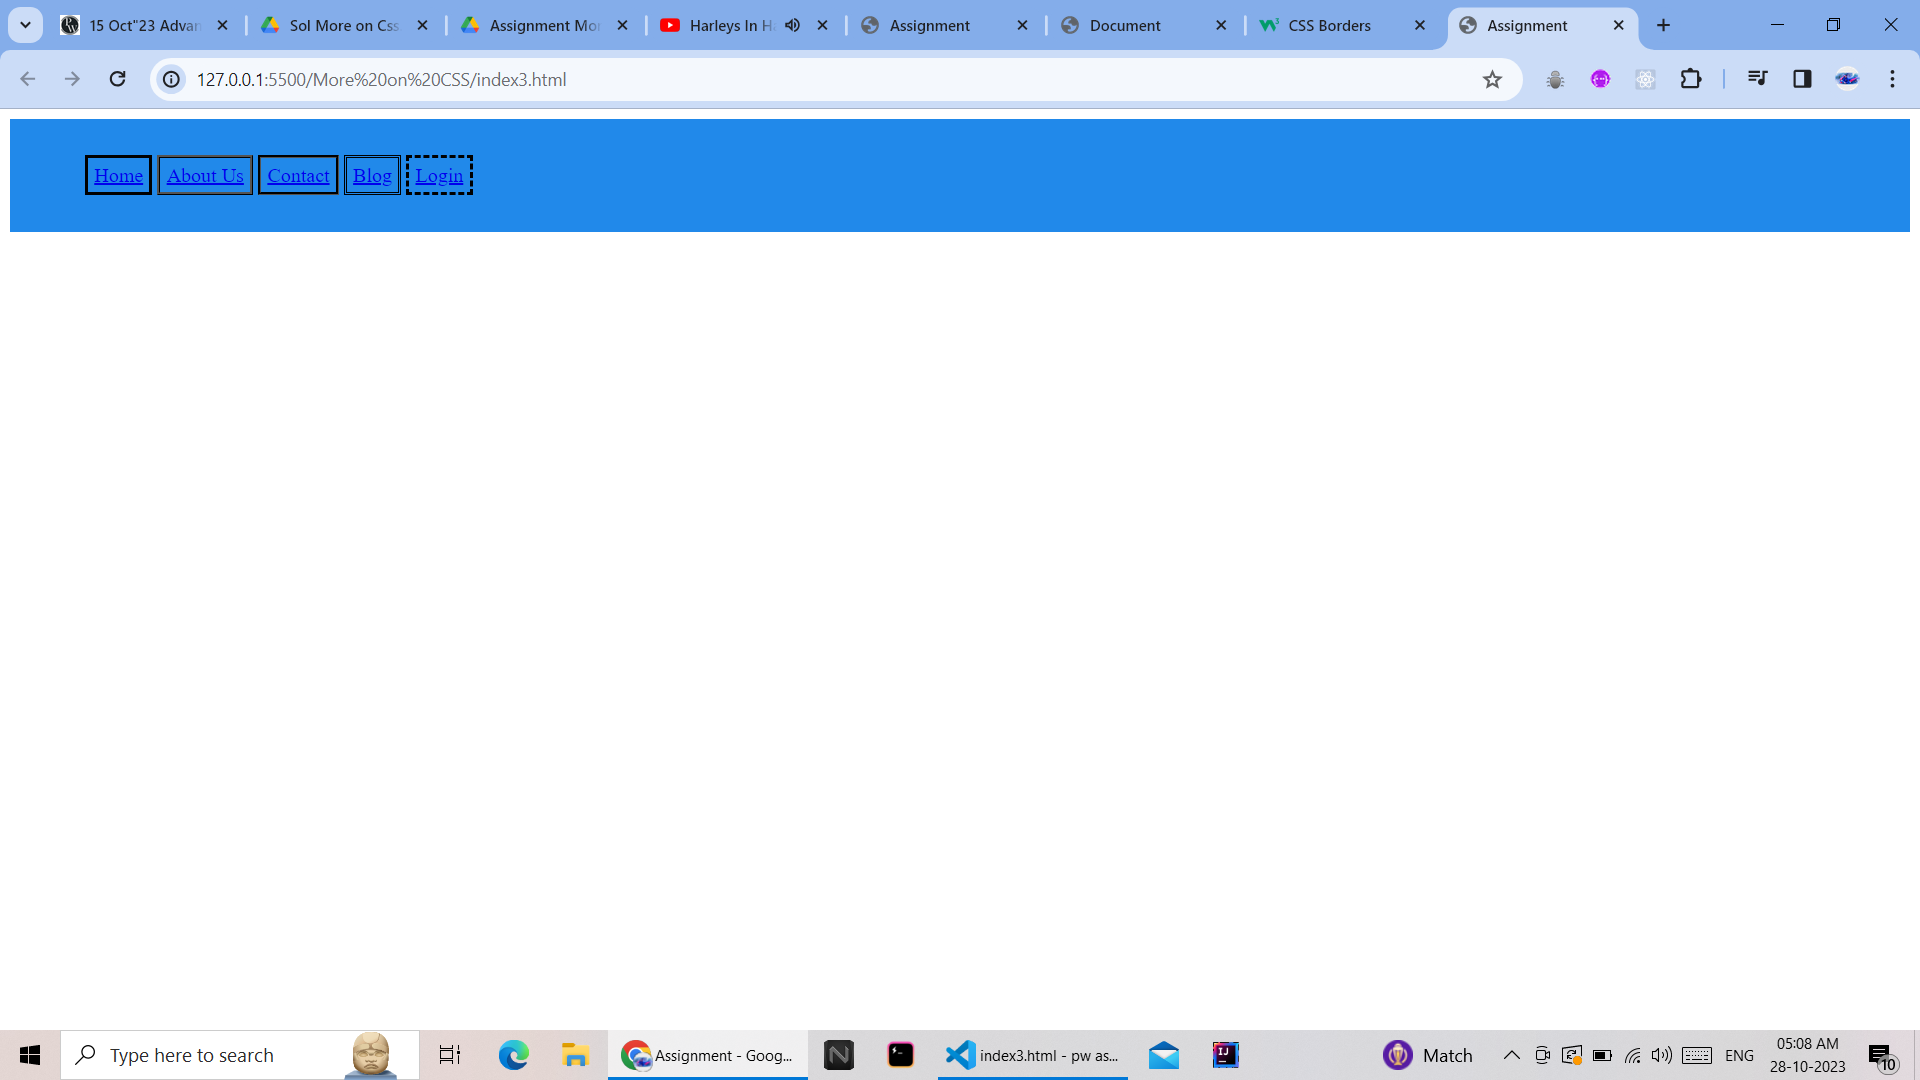 15 Oct"23 Advan
Sol More on Css
Assignment Mo
Harleys In H
Assignment
Document
CSS Borders
Assignment
127.0.0.1:5500/More%20on%20CSS/index3.html
Home About Us Contact Blog Login
Type here to search
Assignment - Goog...
index3.html - pw as...
Match
ENG
05:08 AM
28-10-2023
10